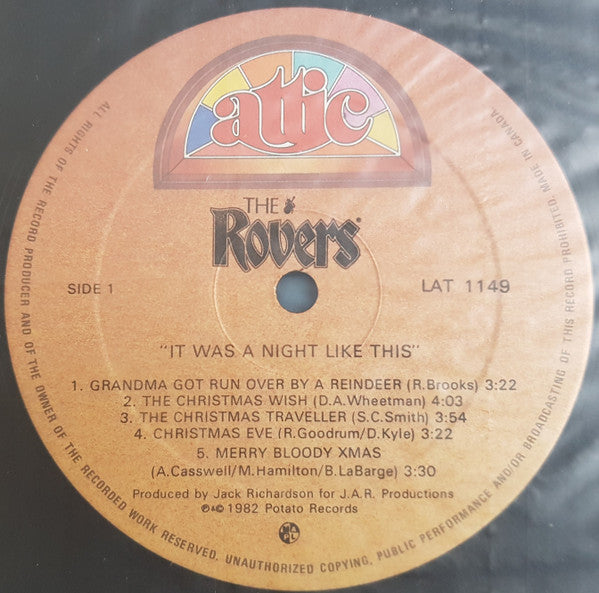 attic
THE
Rovers
SIDE 1
LAT 1149
"IT WAS A NIGHT LIKE THIS"
1. GRANDMA GOT RUN OVER BY A REINDEER (R.Brooks) 3:22
2. THE CHRISTMAS WISH (D.A.Wheetman) 4:03
3. THE CHRISTMAS TRAVELLER (S.C.Smith) 3:54
4. CHRISTMAS EVE (R.Goodrum/D.Kyle) 3:22
5. MERRY BLOODY XMAS
(A.Casswell/M.Hamilton/B.LaBarge) 3:30
Produced by Jack Richardson for J.A.R. Productions
℗&© 1982 Potato Records
MAPL
ALL RIGHTS OF THE RECORD PRODUCER AND OF THE OWNER OF THE RECORDED WORK RESERVED. UNAUTHORIZED COPYING, PUBLIC PERFORMANCE AND/OR BROADCASTING OF THIS RECORD PROHIBITED. MADE IN CANADA.